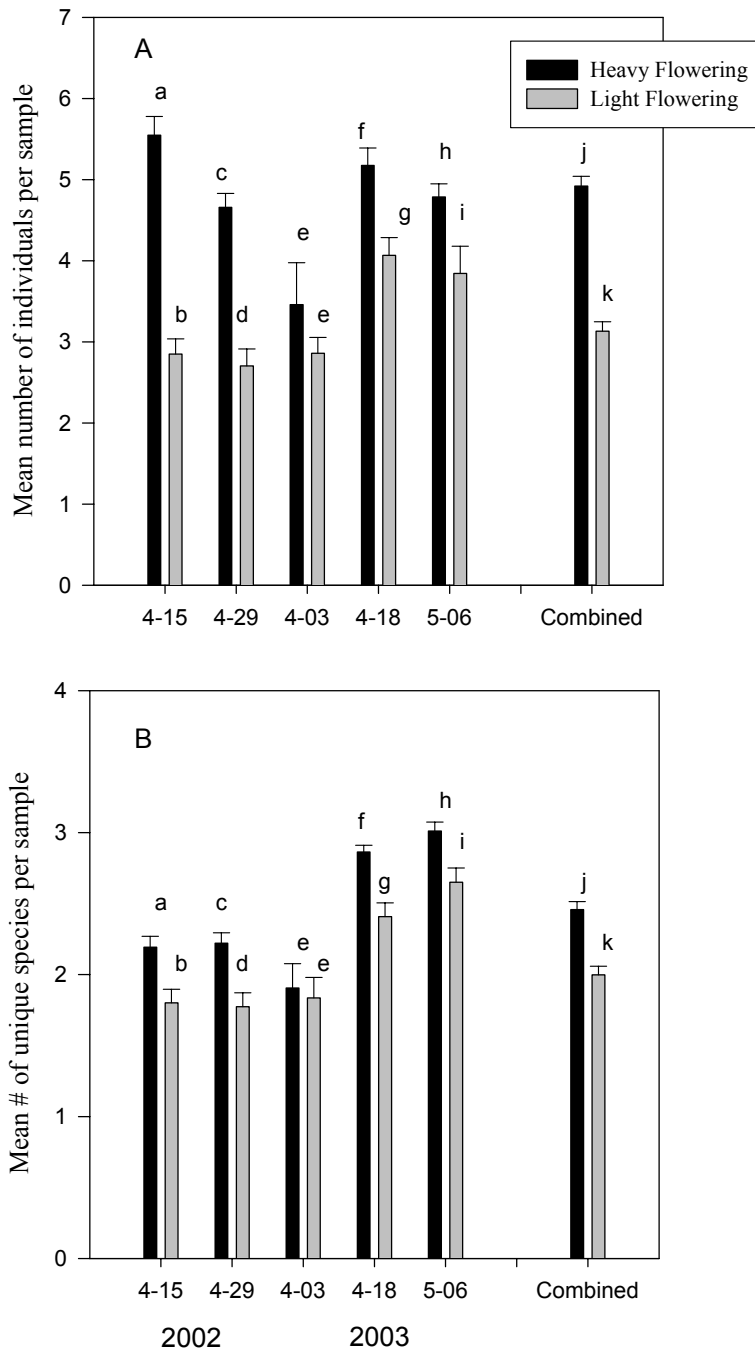 A
Heavy Flowering
Light Flowering
Mean number of individuals per sample
7
6
5
4
3
2
1
0
a
b
c
d
e
e
f
g
h
i
j
k
4-15 4-29 4-03 4-18 5-06 Combined
B
Mean # of unique species per sample
4
3
2
1
0
a
b
c
d
e
e
f
g
h
i
j
k
4-15 4-29 4-03 4-18 5-06 Combined
2002 2003